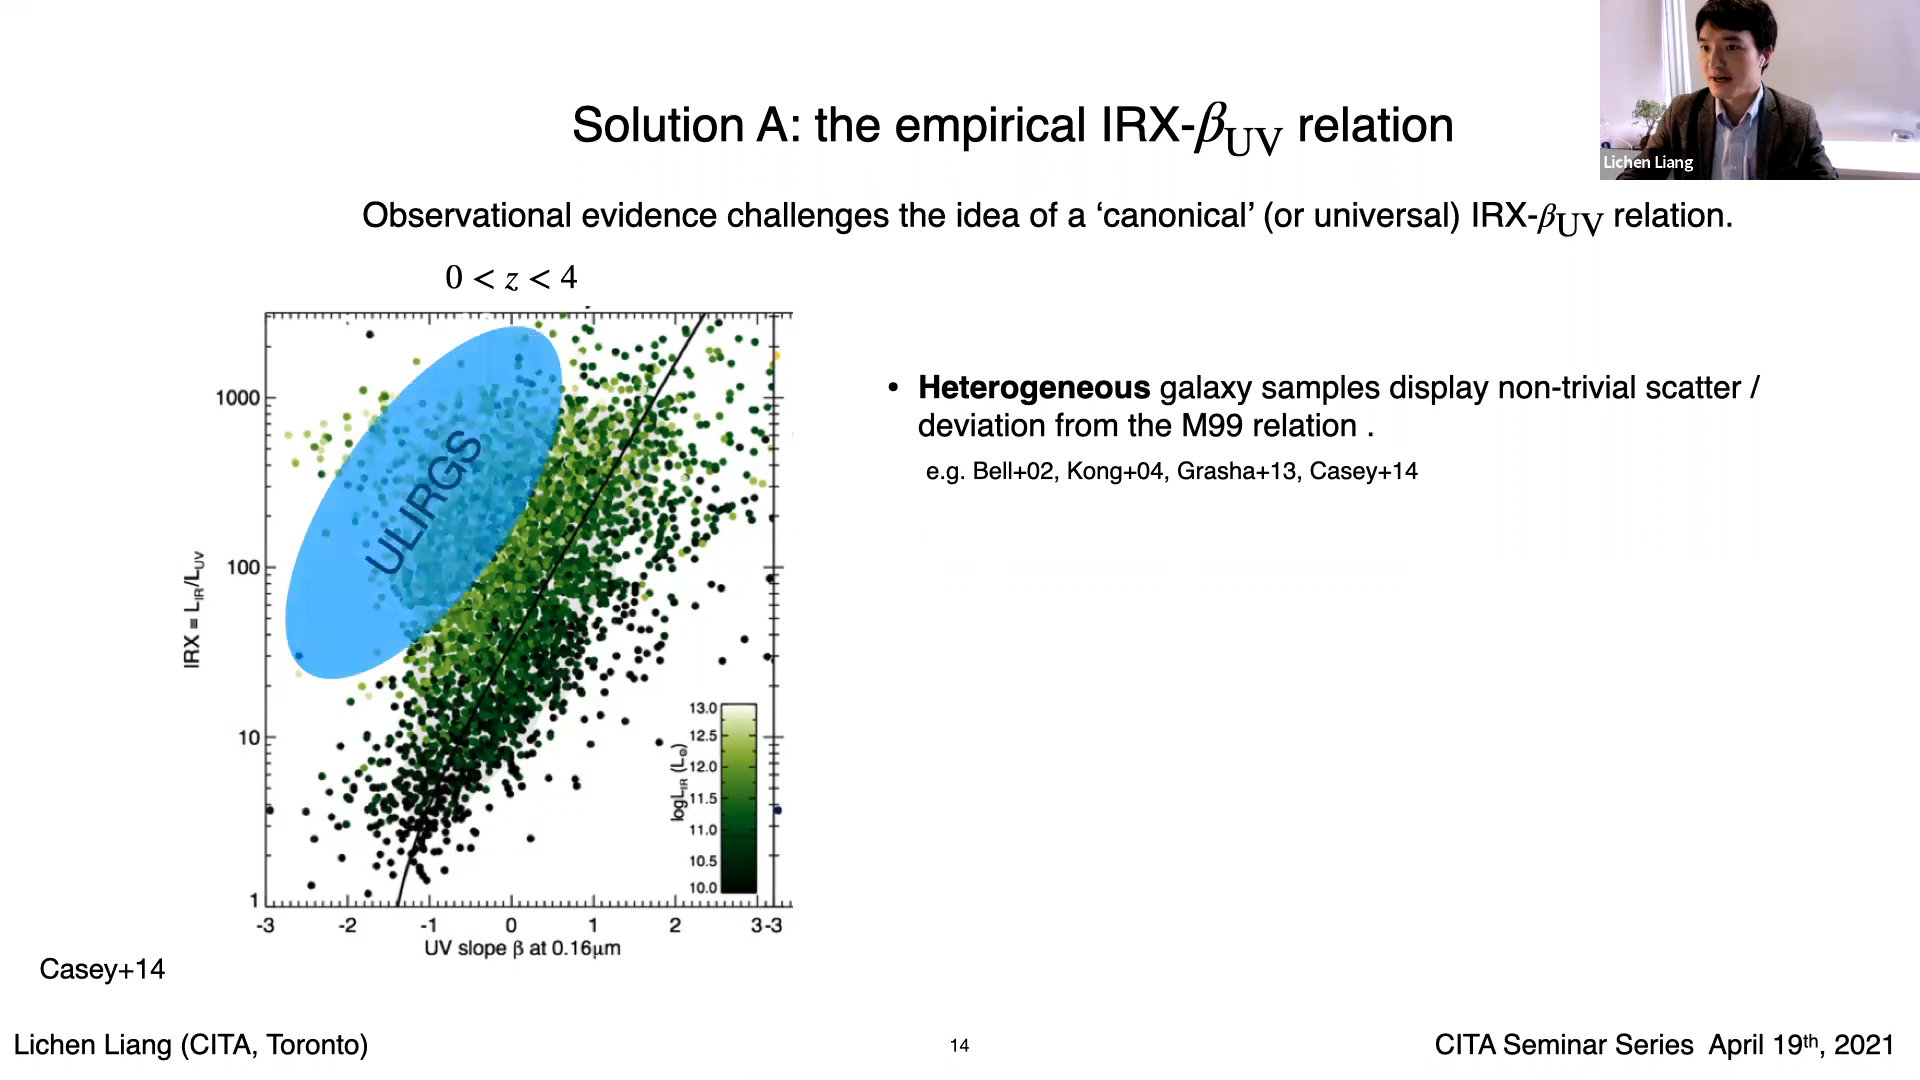 Lichen Liang
Solution A: the empirical IRX-βUV relation
Observational evidence challenges the idea of a ‘canonical’ (or universal) IRX-βUV relation.
0 < z < 4
• Heterogeneous galaxy samples display non-trivial scatter /
deviation from the M99 relation .
e.g. Bell+02, Kong+04, Grasha+13, Casey+14
ULIRGS
IRX ≡ LIR/LUV
1000
100
10
1
-3 -2 -1 0 1 2 3-3
UV slope β at 0.16μm
logLIR (L⊙)
13.0
12.5
12.0
11.5
11.0
10.5
10.0
Casey+14
Lichen Liang (CITA, Toronto)
14
CITA Seminar Series April 19th, 2021